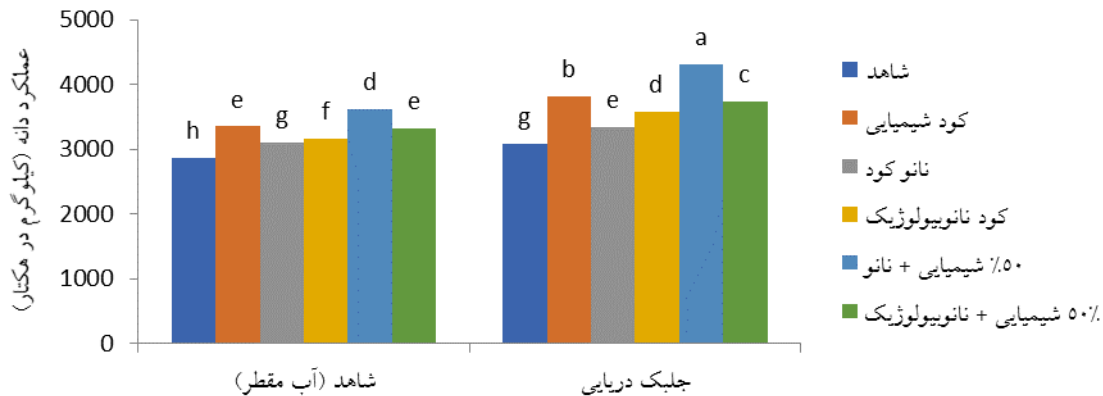 عملکرد دانه (کیلوگرم در هکتار)
5000
4000
3000
2000
1000
0
h
e
g
f
d
e
g
b
e
d
a
c
شاهد (آب مقطر)
جلبک دریایی
شاهد
کود شیمیایی
نانو کود
کود نانوبیولوژیک
۵۰٪ شیمیایی + نانو
۵۰٪ شیمیایی + نانوبیولوژیک